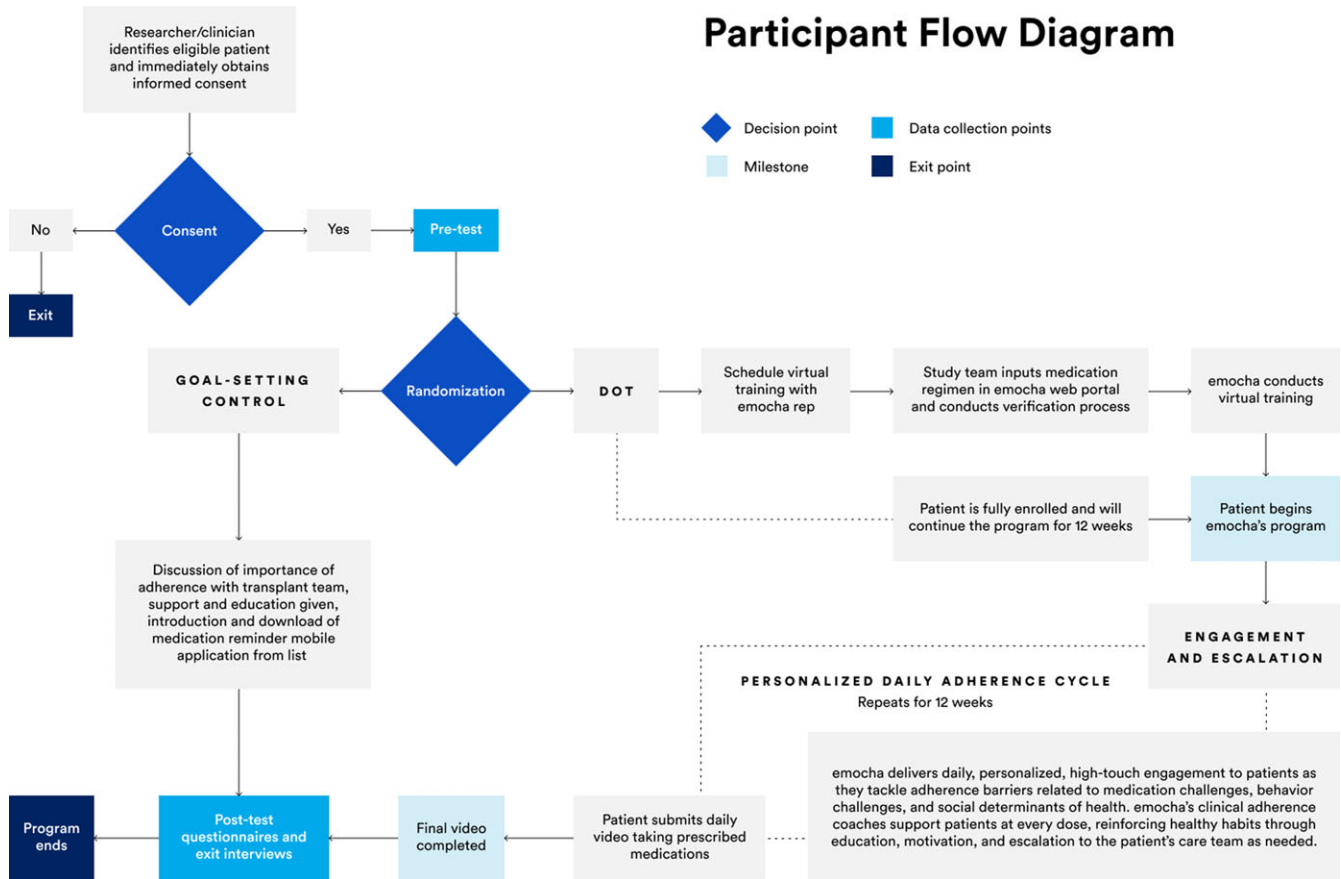 Participant Flow Diagram
Researcher/clinician
identifies eligible patient
and immediately obtains
informed consent
Decision point
Data collection points
Milestone
Exit point
No
Consent
Yes
Pre-test
Exit
GOAL-SETTING
CONTROL
Randomization
DOT
Schedule virtual
training with
emocha rep
Study team inputs medication
regimen in emocha web portal
and conducts verification process
emocha conducts
virtual training
Patient is fully enrolled and will
continue the program for 12 weeks
Patient begins
emocha's program
Discussion of importance of
adherence with transplant team,
support and education given,
introduction and download of
medication reminder mobile
application from list
ENGAGEMENT
AND ESCALATION
PERSONALIZED DAILY ADHERENCE CYCLE
Repeats for 12 weeks
emocha delivers daily, personalized, high-touch engagement to patients as
they tackle adherence barriers related to medication challenges, behavior
challenges, and social determinants of health. emocha's clinical adherence
coaches support patients at every dose, reinforcing healthy habits through
education, motivation, and escalation to the patient's care team as needed.
Program
ends
Post-test
questionnaires and
exit interviews
Final video
completed
Patient submits daily
video taking prescribed
medications